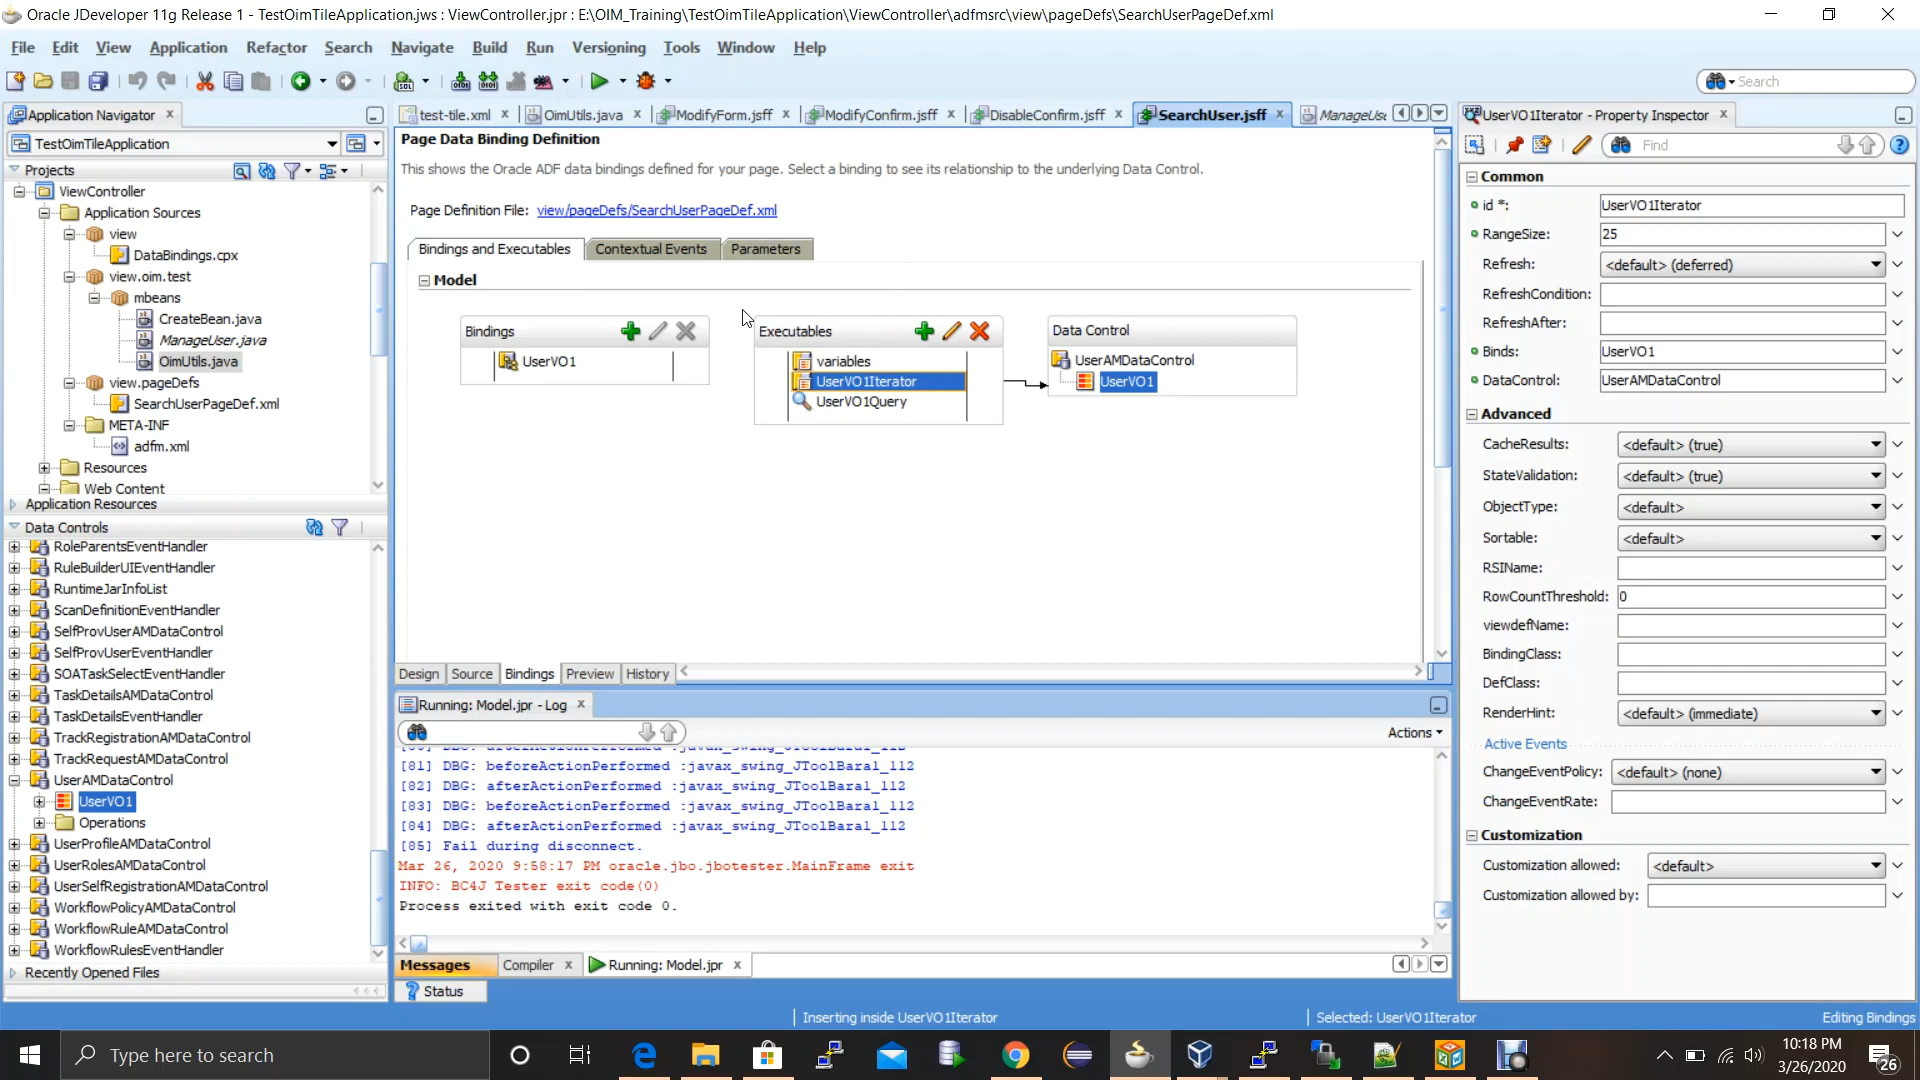 Oracle JDeveloper 11g Release 1 - TestOimTileApplication.jws : ViewController.jpr : E:\OIM_Training\TestOimTileApplication\ViewController\adfmsrc\view\pageDefs\SearchUserPageDef.xml
File Edit View Application Refactor Search Navigate Build Run Versioning Tools Window Help
Search
Application Navigator
TestOimTileApplication
Projects
ViewController
Application Sources
view
DataBindings.cpx
view.oim.test
mbeans
CreateBean.java
ManageUser.java
OimUtils.java
view.pageDefs
SearchUserPageDef.xml
META-INF
adfm.xml
Resources
Web Content
Application Resources
Data Controls
RoleParentsEventHandler
RuleBuilderUIEventHandler
RuntimeJarInfoList
ScanDefinitionEventHandler
SelfProvUserAMDataControl
SelfProvUserEventHandler
SOATaskSelectEventHandler
TaskDetailsAMDataControl
TaskDetailsEventHandler
TrackRegistrationAMDataControl
TrackRequestAMDataControl
UserAMDataControl
UserVO1
Operations
UserProfileAMDataControl
UserRolesAMDataControl
UserSelfRegistrationAMDataControl
WorkflowPolicyAMDataControl
WorkflowRuleAMDataControl
WorkflowRulesEventHandler
Recently Opened Files
test-tile.xml OimUtils.java ModifyForm.jsff ModifyConfirm.jsff DisableConfirm.jsff SearchUser.jsff ManageUse
Page Data Binding Definition
This shows the Oracle ADF data bindings defined for your page. Select a binding to see its relationship to the underlying Data Control.
Page Definition File: view/pageDefs/SearchUserPageDef.xml
Bindings and Executables Contextual Events Parameters
Model
Bindings
UserVO1
Executables
variables
UserVO1Iterator
UserVO1Query
Data Control
UserAMDataControl
UserVO1
Design Source Bindings Preview History
Running: Model.jpr - Log
Actions
[81] DBG: beforeActionPerformed :javax_swing_JToolBara1_112
[82] DBG: afterActionPerformed :javax_swing_JToolBara1_112
[83] DBG: beforeActionPerformed :javax_swing_JToolBara1_112
[84] DBG: afterActionPerformed :javax_swing_JToolBara1_112
[85] Fail during disconnect.
Mar 26, 2020 9:58:17 PM oracle.jbo.jbotester.MainFrame exit
INFO: BC4J Tester exit code(0)
Process exited with exit code 0.
Messages Compiler Running: Model.jpr
Status
UserVO1Iterator - Property Inspector
Find
Common
id *: UserVO1Iterator
RangeSize: 25
Refresh: <default> (deferred)
RefreshCondition:
RefreshAfter:
Binds: UserVO1
DataControl: UserAMDataControl
Advanced
CacheResults: <default> (true)
StateValidation: <default> (true)
ObjectType: <default>
Sortable: <default>
RSIName:
RowCountThreshold: 0
viewdefName:
BindingClass:
DefClass:
RenderHint: <default> (immediate)
Active Events
ChangeEventPolicy: <default> (none)
ChangeEventRate:
Customization
Customization allowed: <default>
Customization allowed by:
Inserting inside UserVO1Iterator
Selected: UserVO1Iterator
Editing Bindings
Type here to search
10:18 PM
3/26/2020
26